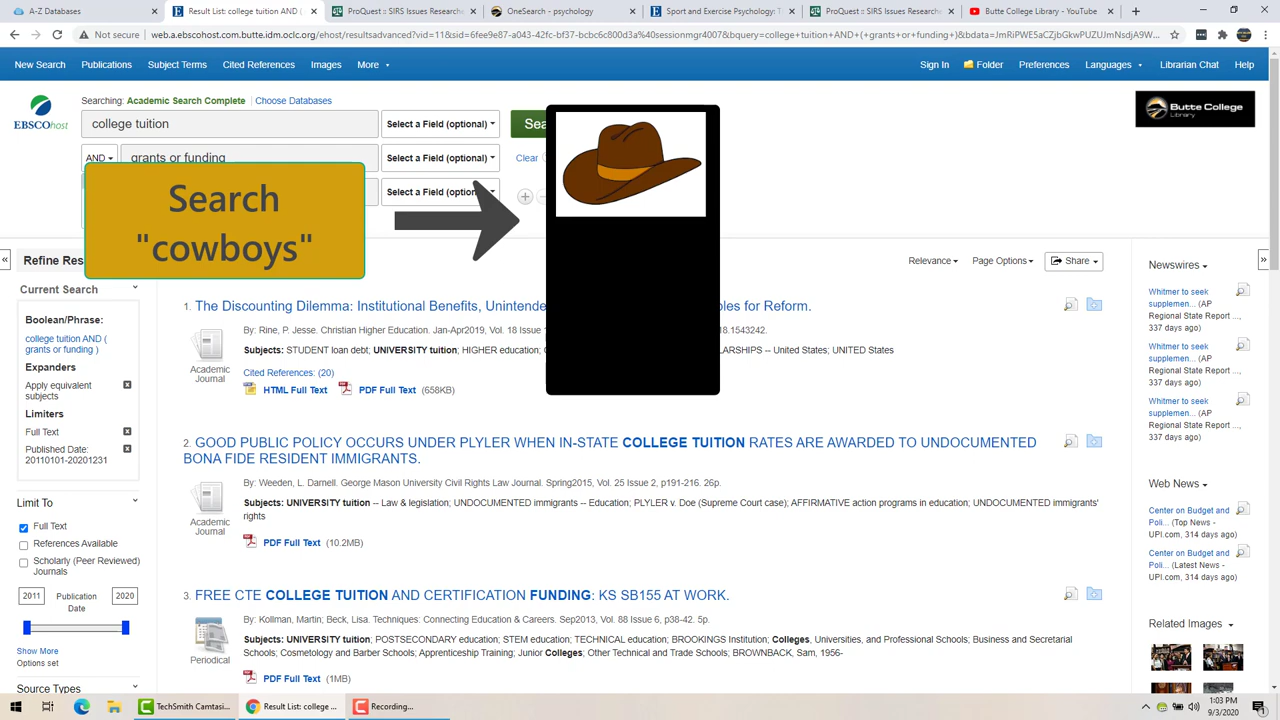 A-Z Databases
Result List: college tuition AND (
ProQuest :: SIRS Issues Researche
OneSearch - psychology
Sport and Exercise Psychology: T
ProQuest :: SIRS Issues Researche
Butte College Library - YouTube
Not secure
web.a.ebscohost.com.butte.idm.oclc.org/ehost/resultsadvanced?vid=11&sid=6fee9e87-a043-42fc-bf37-bcbc6c800d3a%40sessionmgr4007&bquery=college+tuition+AND+(+grants+or+funding+)&bdata=JmRiPWE5aCZjbGkwPUZUJmNsdjA9W...
New Search
Publications
Subject Terms
Cited References
Images
More
Sign In
Folder
Preferences
Languages
Librarian Chat
Help
EBSCOhost
Searching: Academic Search Complete
Choose Databases
college tuition
Select a Field (optional)
Sea
AND
grants or funding
Select a Field (optional)
Clear
Select a Field (option
Butte College
Library
Search
"cowboys"
Refine Res
Relevance
Page Options
Share
Current Search
Boolean/Phrase:
college tuition AND (
grants or funding )
Expanders
Apply equivalent
subjects
Limiters
Full Text
Published Date:
20110101-20201231
Limit To
Full Text
References Available
Scholarly (Peer Reviewed)
Journals
2011
Publication
Date
2020
Show More
Options set
Source Types
1. The Discounting Dilemma: Institutional Benefits, Unintende
les for Reform.
By: Rine, P. Jesse. Christian Higher Education. Jan-Apr2019, Vol. 18 Issue 1
18.1543242.
Subjects: STUDENT loan debt; UNIVERSITY tuition; HIGHER education;
LARSHIPS -- United States; UNITED States
Academic
Journal
Cited References: (20)
HTML Full Text
PDF Full Text (658KB)
2. GOOD PUBLIC POLICY OCCURS UNDER PLYLER WHEN IN-STATE COLLEGE TUITION RATES ARE AWARDED TO UNDOCUMENTED
BONA FIDE RESIDENT IMMIGRANTS.
By: Weeden, L. Darnell. George Mason University Civil Rights Law Journal. Spring2015, Vol. 25 Issue 2, p191-216. 26p.
Subjects: UNIVERSITY tuition -- Law & legislation; UNDOCUMENTED immigrants -- Education; PLYLER v. Doe (Supreme Court case); AFFIRMATIVE action programs in education; UNDOCUMENTED immigrants'
rights
Academic
Journal
PDF Full Text (10.2MB)
3. FREE CTE COLLEGE TUITION AND CERTIFICATION FUNDING: KS SB155 AT WORK.
By: Kollman, Martin; Beck, Lisa. Techniques: Connecting Education & Careers. Sep2013, Vol. 88 Issue 6, p38-42. 5p.
Subjects: UNIVERSITY tuition; POSTSECONDARY education; STEM education; TECHNICAL education; BROOKINGS Institution; Colleges, Universities, and Professional Schools; Business and Secretarial
Schools; Cosmetology and Barber Schools; Apprenticeship Training; Junior Colleges; Other Technical and Trade Schools; BROWNBACK, Sam, 1956-
Periodical
PDF Full Text (1MB)
Newswires
Whitmer to seek
supplemen... (AP
Regional State Report ...,
337 days ago)
Whitmer to seek
supplemen... (AP
Regional State Report ...,
337 days ago)
Whitmer to seek
supplemen... (AP
Regional State Report ...,
337 days ago)
Web News
Center on Budget and
Poli... (Top News -
UPI.com, 314 days ago)
Center on Budget and
Poli... (Latest News -
UPI.com, 314 days ago)
Related Images
TechSmith Camtasi...
Result List: college ...
Recording...
1:03 PM
9/3/2020